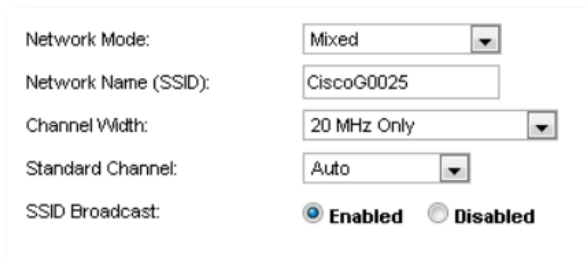 Network Mode: Mixed
Network Name (SSID): CiscoG0025
Channel Width: 20 MHz Only
Standard Channel: Auto
SSID Broadcast: Enabled Disabled